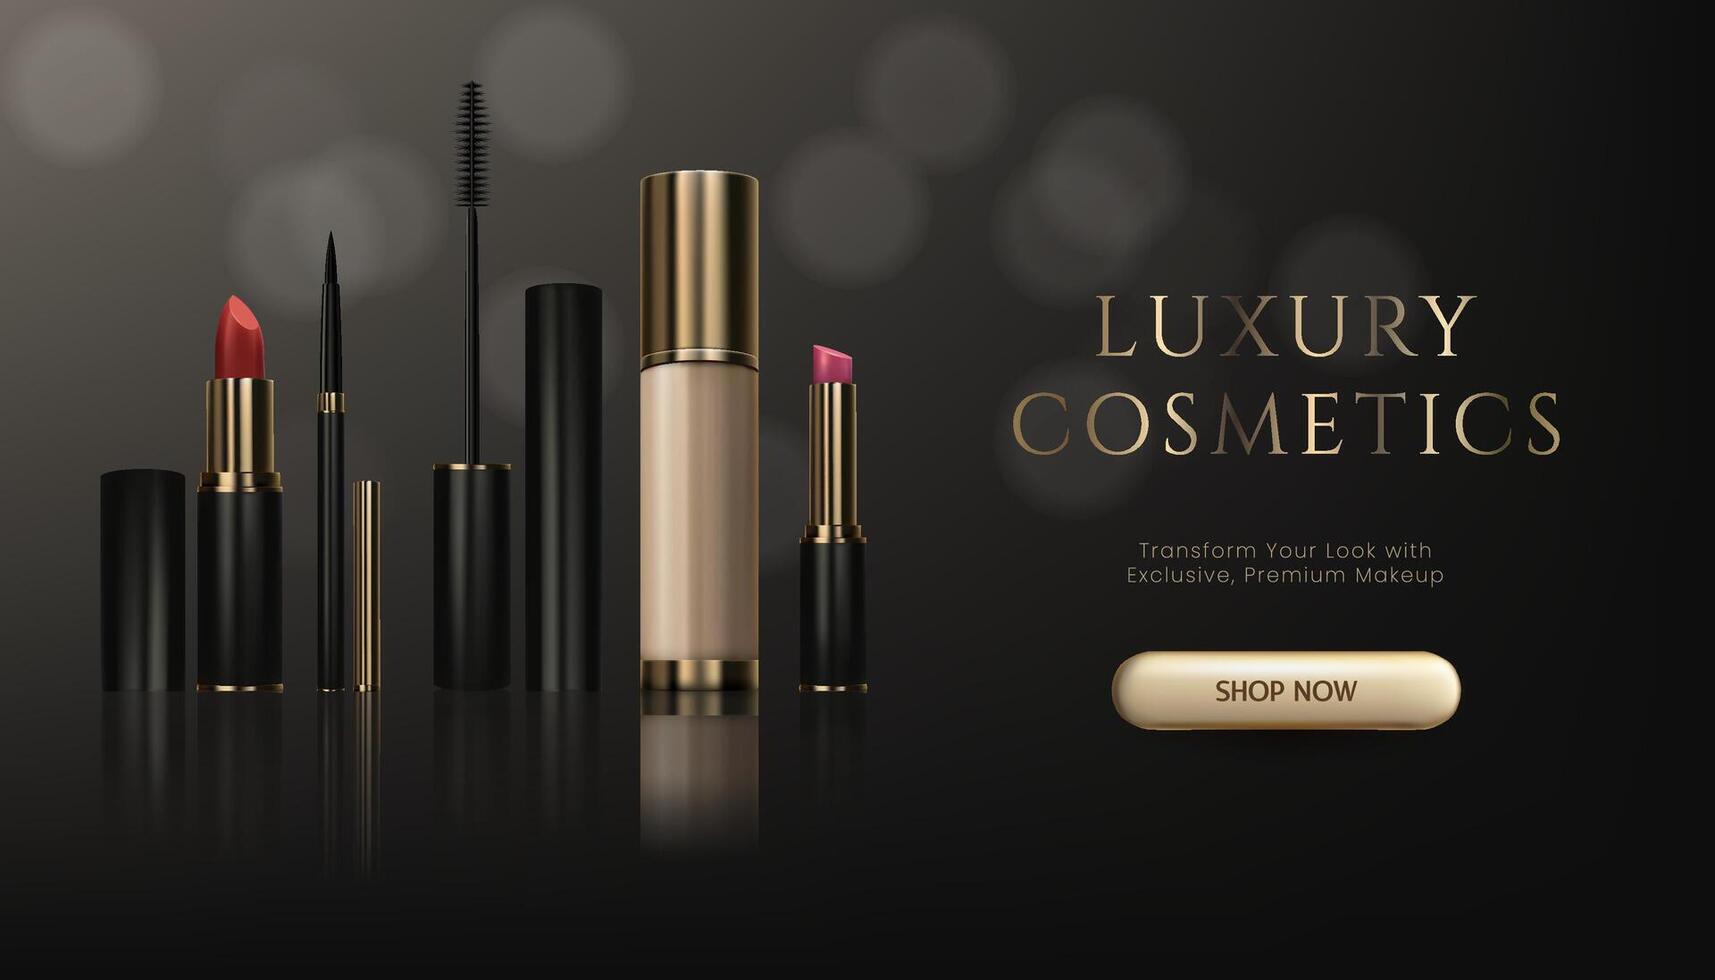 LUXURY
COSMETICS
Transform Your Look with
Exclusive, Premium Makeup
SHOP NOW